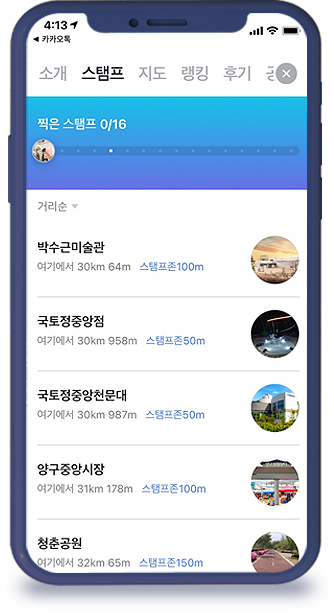 4:13
◀ 카카오톡
소개 스탬프 지도 랭킹 후기
찍은 스탬프 0/16
거리순
박수근미술관
여기에서 30km 64m 스탬프존100m
국토정중앙점
여기에서 30km 958m 스탬프존50m
국토정중앙천문대
여기에서 30km 987m 스탬프존50m
양구중앙시장
여기에서 31km 178m 스탬프존100m
청춘공원
여기에서 32km 65m 스탬프존150m